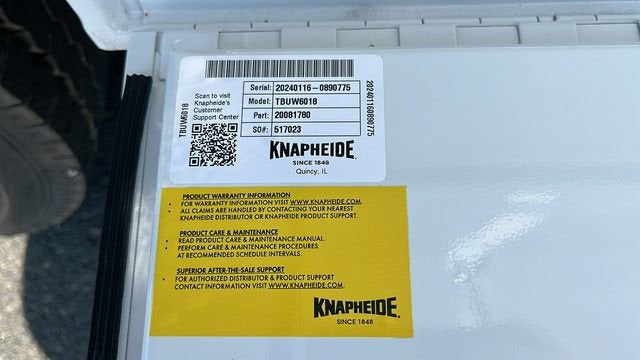 Scan to visit
Knapheide's
Customer
Support Center
TBUW6018
Serial: 20240116-0890775
Model: TBUW6018
Part: 20081780
SO#: 517023
202401160890775
KNAPHEIDE.
SINCE 1848
Quincy, IL
PRODUCT WARRANTY INFORMATION
• FOR WARRANTY INFORMATION VISIT WWW.KNAPHEIDE.COM.
• ALL CLAIMS ARE HANDLED BY CONTACTING YOUR NEAREST
KNAPHEIDE DISTRIBUTOR OR KNAPHEIDE PRODUCT SUPPORT.
PRODUCT CARE & MAINTENANCE
• READ PRODUCT CARE & MAINTENANCE MANUAL.
• PERFORM CARE & MAINTENANCE PROCEDURES
AT RECOMMENDED SCHEDULE INTERVALS.
SUPERIOR AFTER-THE-SALE SUPPORT
• FOR AUTHORIZED DISTRIBUTOR & PRODUCT SUPPORT
CONTACT INFORMATION VISIT WWW.KNAPHEIDE.COM.
KNAPHEIDE.
SINCE 1848